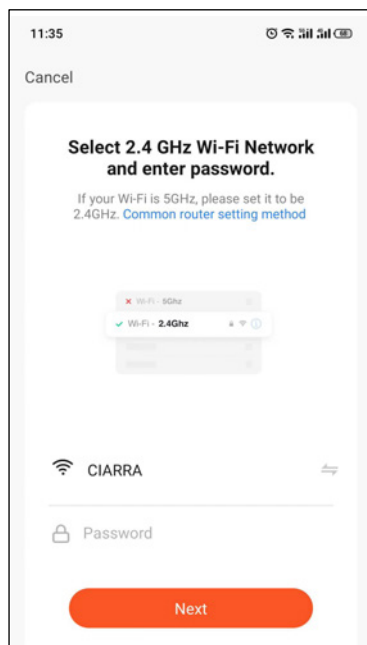 11:35
68
Cancel
Select 2.4 GHz Wi-Fi Network
and enter password.
If your Wi-Fi is 5GHz, please set it to be
2.4GHz. Common router setting method
Wi-Fi - 5Ghz
Wi-Fi - 2.4Ghz
CIARRA
Password
Next